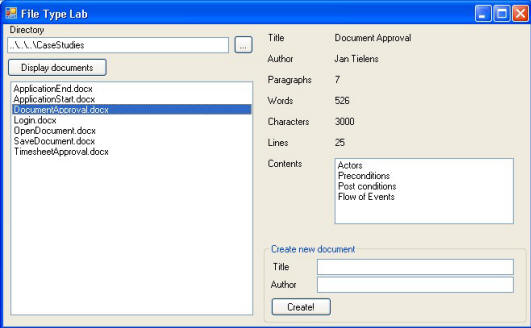 File Type Lab
Directory
..\..\..\CaseStudies
...
Display documents
ApplicationEnd.docx
ApplicationStart.docx
DocumentApproval.docx
Login.docx
OpenDocument.docx
SaveDocument.docx
TimesheetApproval.docx
Title Document Approval
Author Jan Tielens
Paragraphs 7
Words 526
Characters 3000
Lines 25
Contents
Actors
Preconditions
Post conditions
Flow of Events
Create new document
Title
Author
Create!